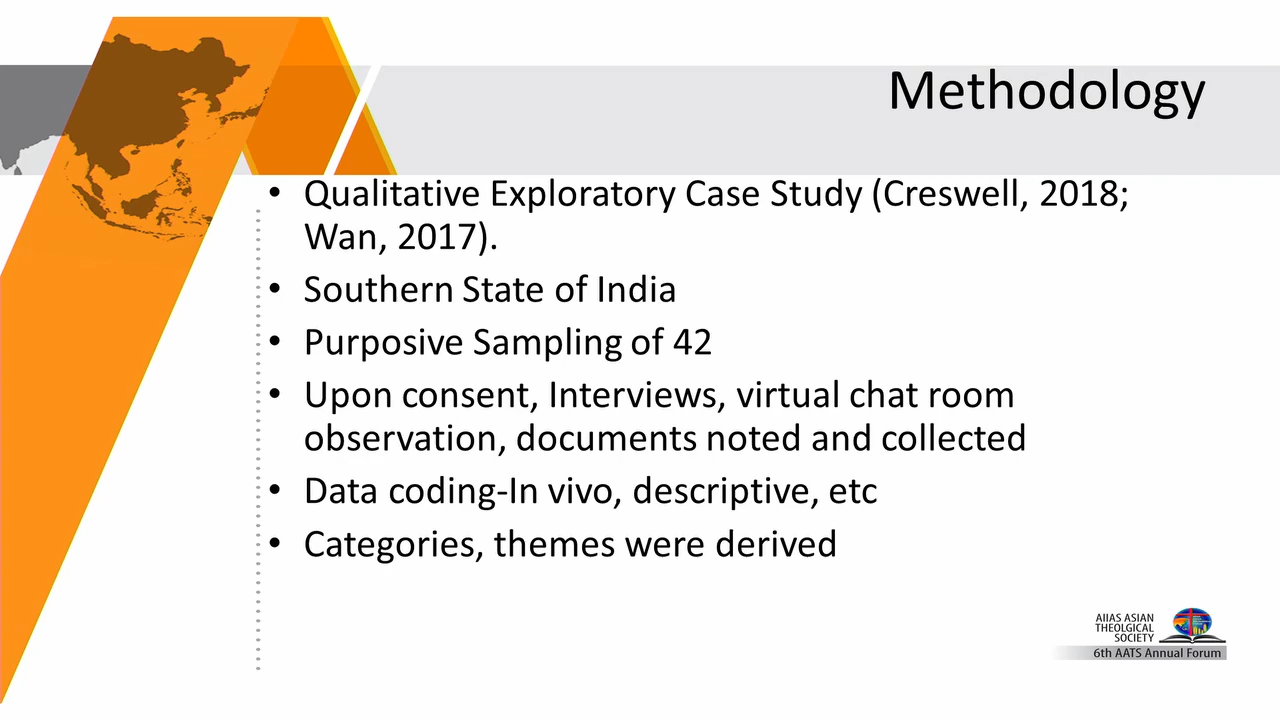 Methodology
• Qualitative Exploratory Case Study (Creswell, 2018;
Wan, 2017).
• Southern State of India
• Purposive Sampling of 42
• Upon consent, Interviews, virtual chat room
observation, documents noted and collected
• Data coding-In vivo, descriptive, etc
• Categories, themes were derived
AIIAS ASIAN
THEOLGICAL
SOCIETY
6th AATS Annual Forum